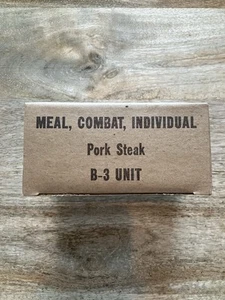 MEAL, COMBAT, INDIVIDUAL
Pork Steak
B-3 UNIT